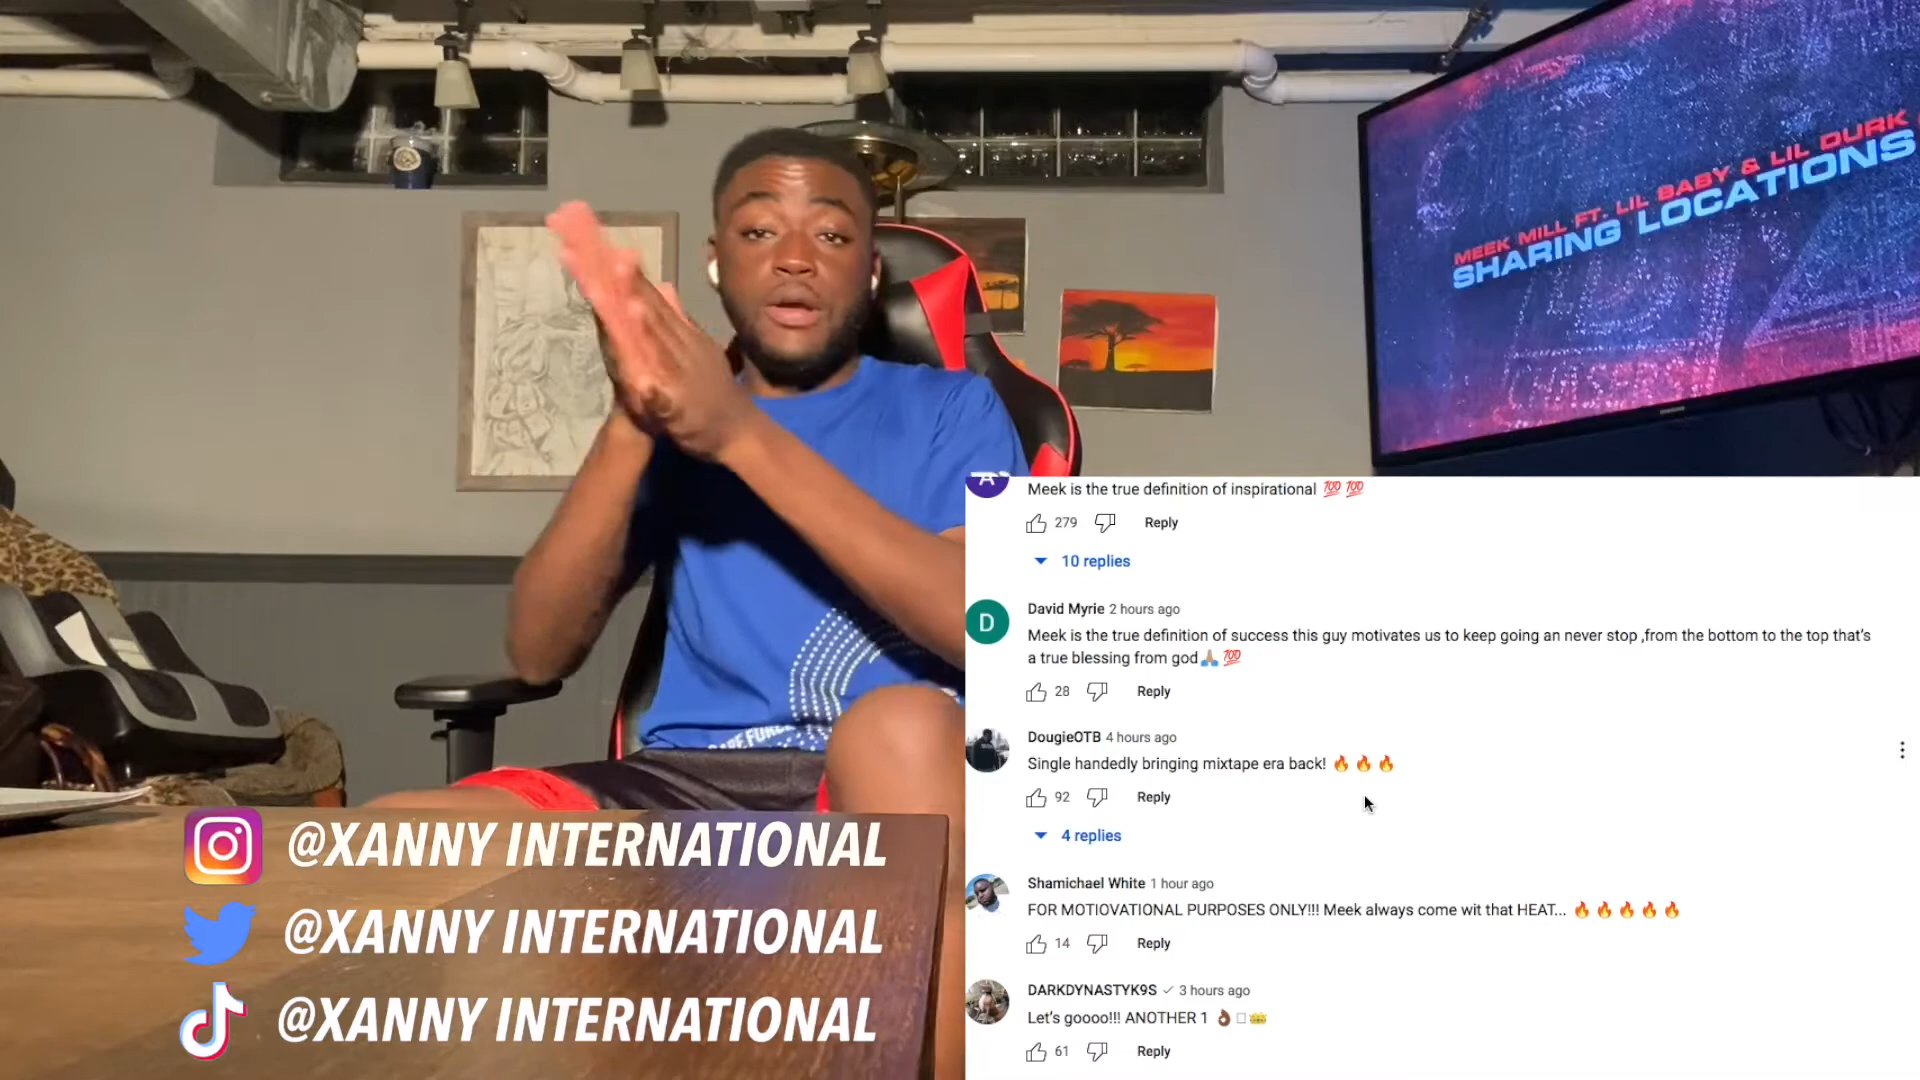 MEEK MILL FT. LIL BABY & LIL DURK
SHARING LOCATIONS
Meek is the true definition of inspirational 💯 💯
279 Reply
10 replies
D
David Myrie 2 hours ago
Meek is the true definition of success this guy motivates us to keep going an never stop ,from the bottom to the top that's
a true blessing from god🙏🏽 💯
28 Reply
DougieOTB 4 hours ago
Single handedly bringing mixtape era back! 🔥 🔥 🔥
92 Reply
4 replies
Shamichael White 1 hour ago
FOR MOTIOVATIONAL PURPOSES ONLY!!! Meek always come wit that HEAT... 🔥 🔥 🔥 🔥 🔥
14 Reply
DARKDYNASTYK9S ✓ 3 hours ago
Let's goooo!!! ANOTHER 1 👌🏾 □👑
61 Reply
@XANNY INTERNATIONAL
@XANNY INTERNATIONAL
@XANNY INTERNATIONAL